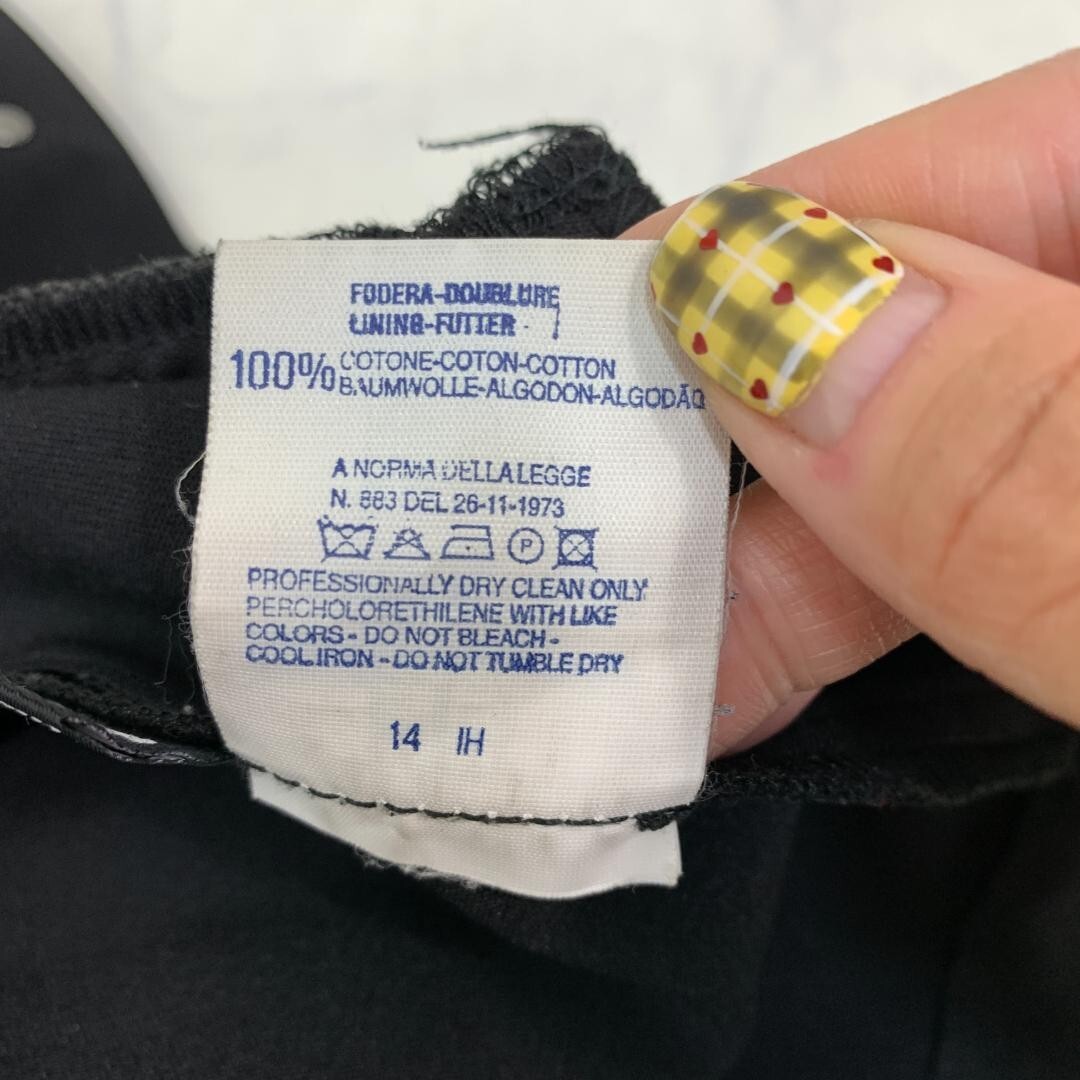 FODERA-DOUBLURE
LINING-FUTTER -
100% COTONE-COTON-COTTON
BAUMWOLLE-ALGODON-ALGODÃO
A NORMA DELLA LEGGE
N. 883 DEL 26-11-1973
P
PROFESSIONALLY DRY CLEAN ONLY
PERCHOLORETHILENE WITH LIKE
COLORS - DO NOT BLEACH -
COOL IRON - DO NOT TUMBLE DRY
14 IH